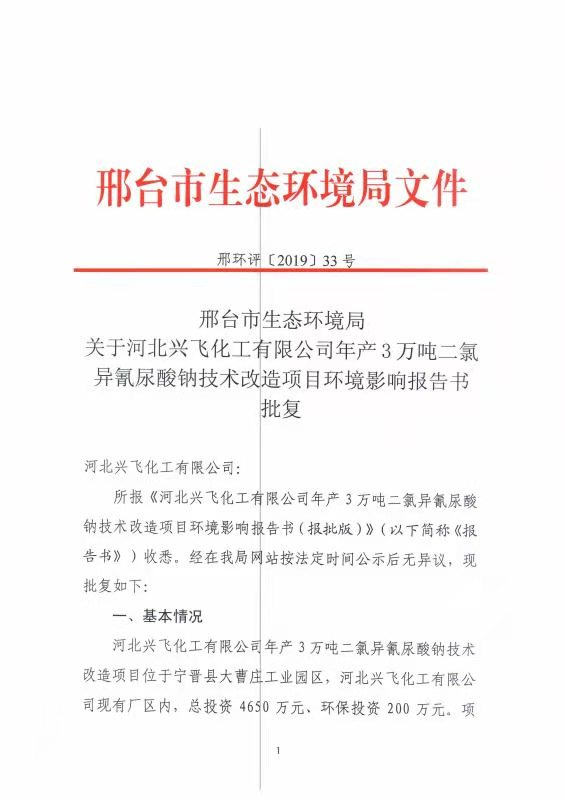 邢台市生态环境局文件
邢环评〔2019〕33 号
邢台市生态环境局
关于河北兴飞化工有限公司年产 3 万吨二氯
异氰尿酸钠技术改造项目环境影响报告书
批复
河北兴飞化工有限公司：
所报《河北兴飞化工有限公司年产 3 万吨二氯异氰尿酸
钠技术改造项目环境影响报告书（报批版）》（以下简称《报
告书》）收悉。经在我局网站按法定时间公示后无异议，现
批复如下：
一、基本情况
河北兴飞化工有限公司年产 3 万吨二氯异氰尿酸钠技术
改造项目位于宁晋县大曹庄工业园区，河北兴飞化工有限公
司现有厂区内，总投资 4650 万元、环保投资 200 万元。项
1